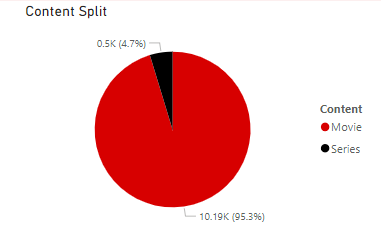 Content Split
0.5K (4.7%)
Content
Movie
Series
10.19K (95.3%)